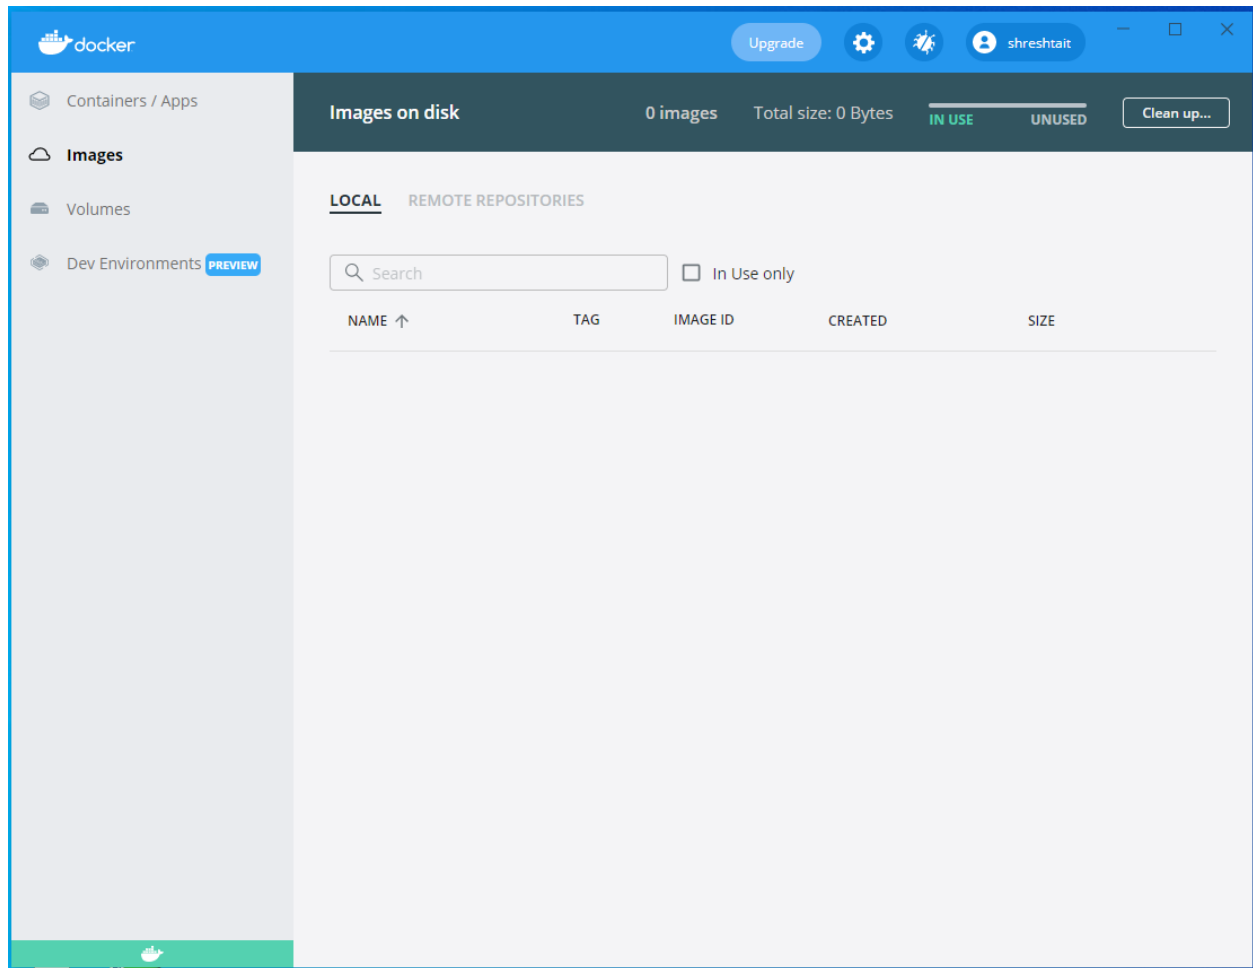 docker
Upgrade
shreshtait
Containers / Apps
Images
Volumes
Dev Environments PREVIEW
Images on disk
0 images
Total size: 0 Bytes
IN USE
UNUSED
Clean up...
LOCAL
REMOTE REPOSITORIES
Search
In Use only
NAME
TAG
IMAGE ID
CREATED
SIZE